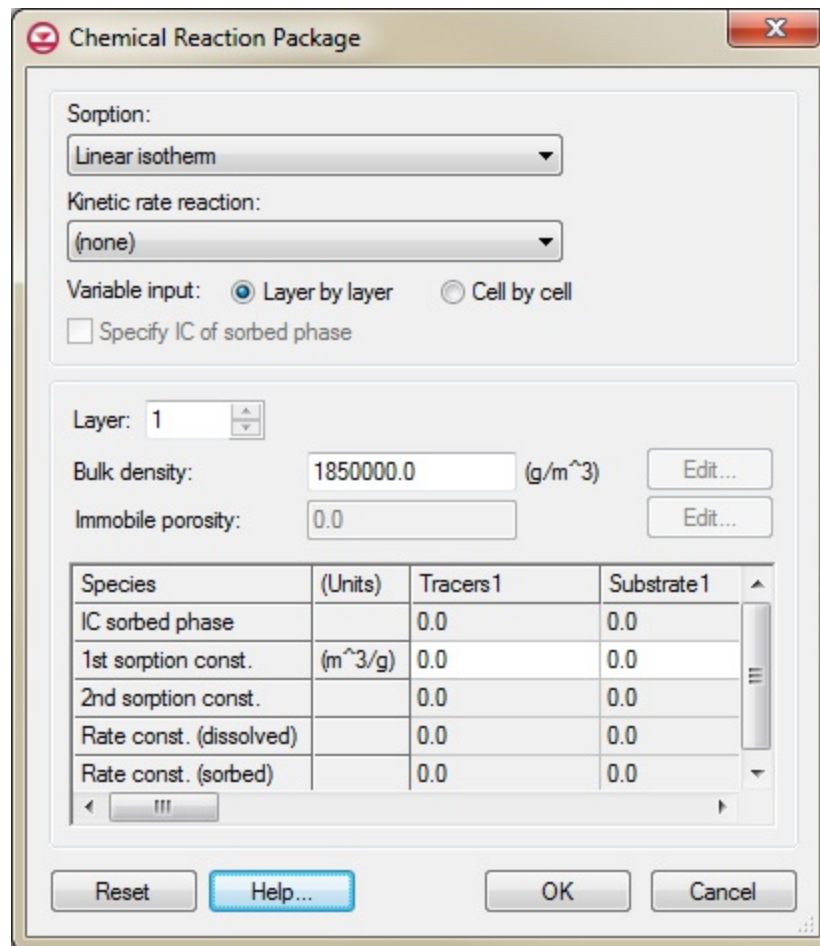 Chemical Reaction Package
Sorption:
Linear isotherm
Kinetic rate reaction:
(none)
Variable input: Layer by layer Cell by cell
Specify IC of sorbed phase
Layer: 1
Bulk density: 1850000.0 (g/m^3) Edit...
Immobile porosity: 0.0 Edit...
Species (Units) Tracers1 Substrate1
IC sorbed phase 0.0 0.0
1st sorption const. (m^3/g) 0.0 0.0
2nd sorption const. 0.0 0.0
Rate const. (dissolved) 0.0 0.0
Rate const. (sorbed) 0.0 0.0
Reset Help... OK Cancel